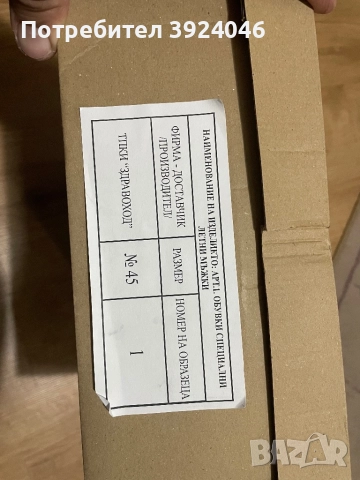 Потребител 3924046
НАИМЕНОВАНИЕ НА ИЗДЕЛИЕТО: АРТ.1. ОБУВКИ СПЕЦИАЛНИ
ЛЕТНИ МЪЖКИ
ФИРМА - ДОСТАВЧИК
/ПРОИЗВОДИТЕЛ/
РАЗМЕР
НОМЕР НА ОБРАЗЕЦА
ТПКИ "ЗДРАВОХОД"
№ 45
1
BAZAR